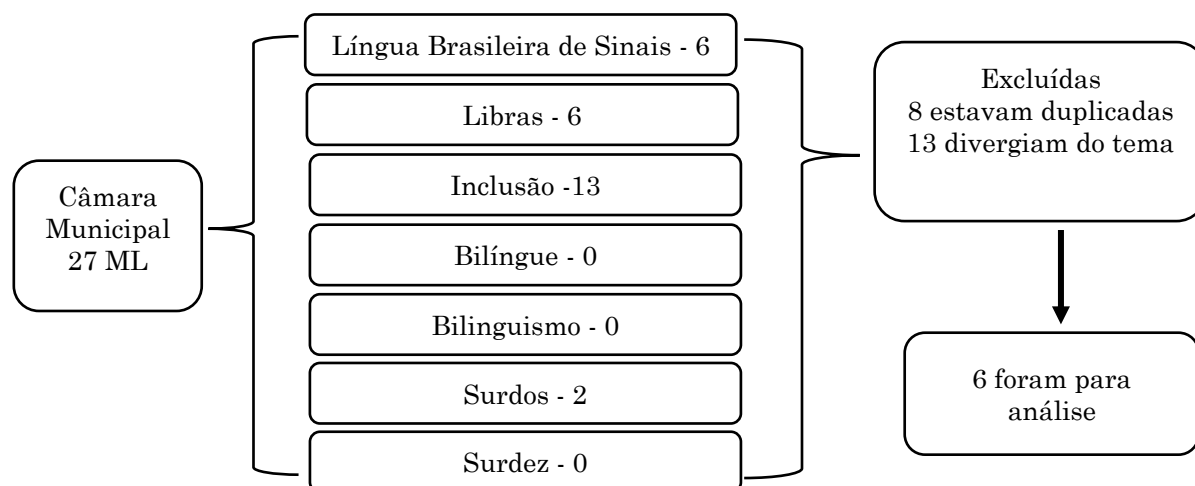 Câmara
Municipal
27 ML
Língua Brasileira de Sinais - 6
Libras - 6
Inclusão -13
Bilíngue - 0
Bilinguismo - 0
Surdos - 2
Surdez - 0
Excluídas
8 estavam duplicadas
13 divergiam do tema
6 foram para
análise